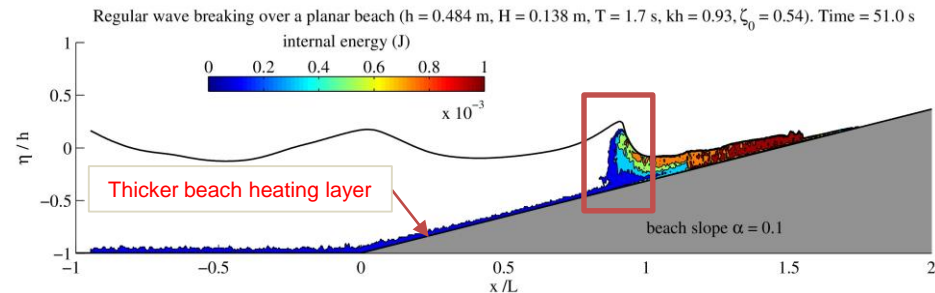 Regular wave breaking over a planar beach (h = 0.484 m, H = 0.138 m, T = 1.7 s, kh = 0.93, ζ0 = 0.54). Time = 51.0 s
internal energy (J)
0 0.2 0.4 0.6 0.8 1
x 10^-3
1
0.5
0
−0.5
−1
η / h
Thicker beach heating layer
beach slope α = 0.1
−1 −0.5 0 0.5 1 1.5 2
x /L